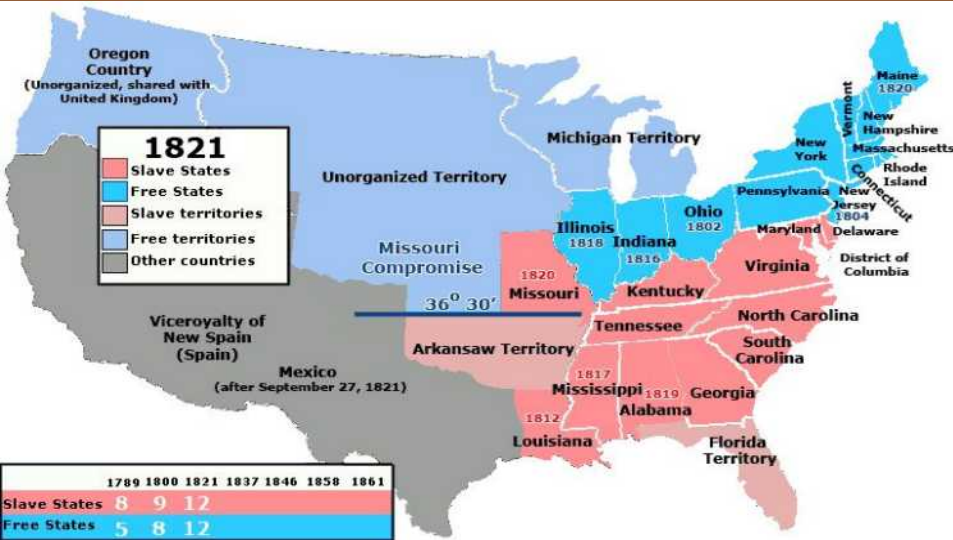 Oregon
Country
(Unorganized, shared with
United Kingdom)
1821
Slave States
Free States
Slave territories
Free territories
Other countries
Unorganized Territory
Michigan Territory
Maine
1820
Vermont
New
Hampshire
Massachusetts
Rhode
Island
Connecticut
New
York
Pennsylvania
New
Jersey
1804
Delaware
Maryland
District of
Columbia
Ohio
1802
Illinois
1818
Indiana
1816
Missouri
Compromise
36° 30'
1820
Missouri
Kentucky
Virginia
North Carolina
Tennessee
South
Carolina
Arkansaw Territory
1817
Mississippi
1819
Alabama
Georgia
1812
Louisiana
Florida
Territory
Viceroyalty of
New Spain
(Spain)
Mexico
(after September 27, 1821)
1789 1800 1821 1837 1846 1858 1861
Slave States 8 9 12
Free States 5 8 12